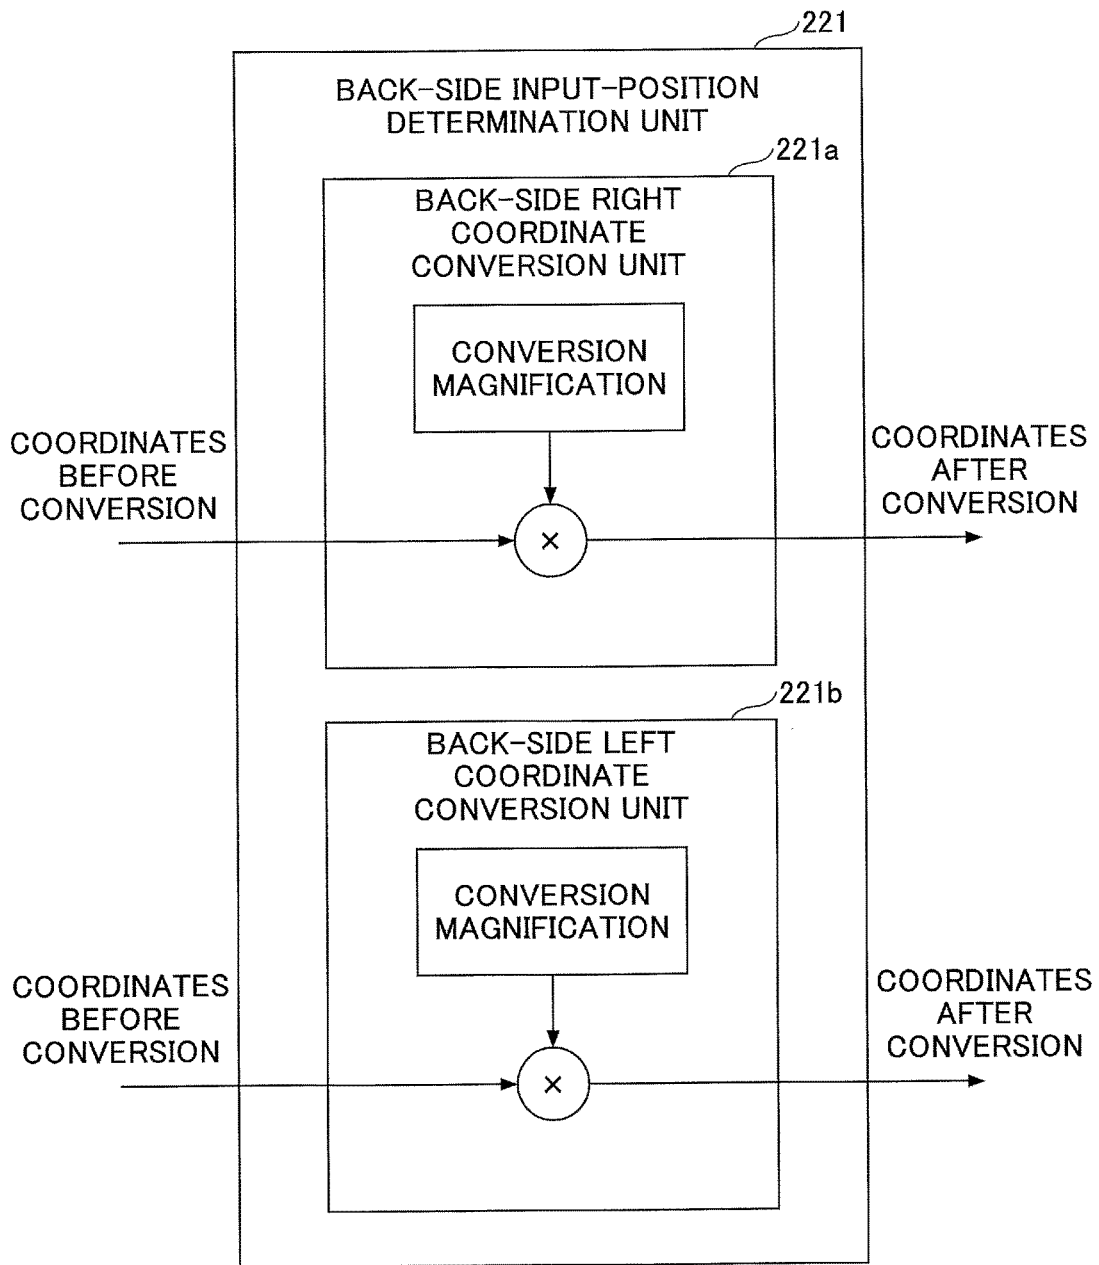 221
BACK-SIDE INPUT-POSITION
DETERMINATION UNIT
221a
BACK-SIDE RIGHT
COORDINATE
CONVERSION UNIT
CONVERSION
MAGNIFICATION
COORDINATES
BEFORE
CONVERSION
×
COORDINATES
AFTER
CONVERSION
221b
BACK-SIDE LEFT
COORDINATE
CONVERSION UNIT
CONVERSION
MAGNIFICATION
COORDINATES
BEFORE
CONVERSION
×
COORDINATES
AFTER
CONVERSION